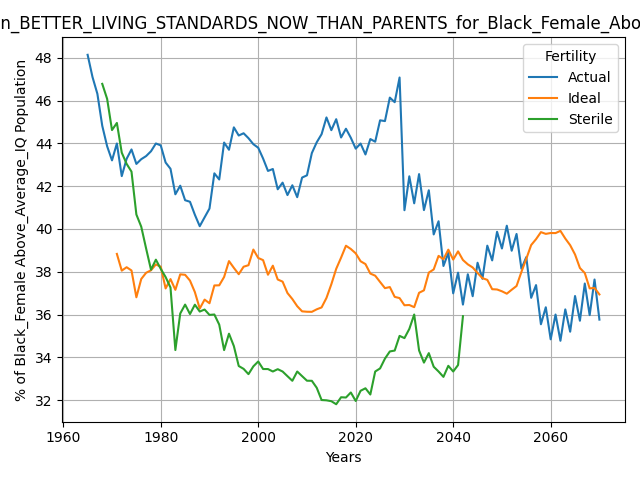 n_BETTER_LIVING_STANDARDS_NOW_THAN_PARENTS_for_Black_Female_Abo
% of Black_Female Above_Average_IQ Population
48
46
44
42
40
38
36
34
32
Fertility
Actual
Ideal
Sterile
1960 1980 2000 2020 2040 2060
Years